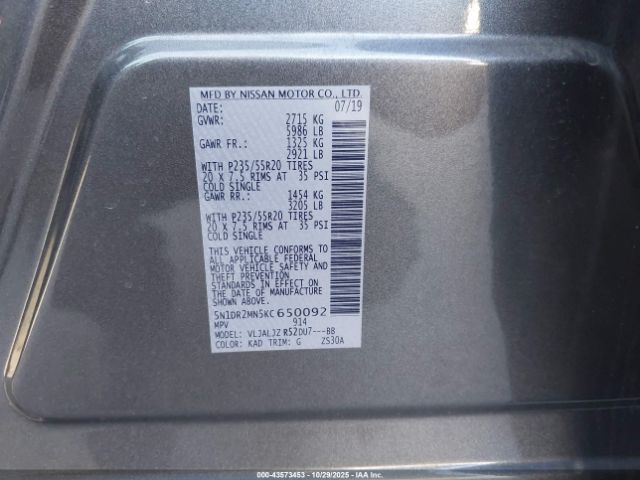 MFD BY NISSAN MOTOR CO., LTD.
DATE: 07/19
GVWR: 2715 KG
5986 LB
GAWR FR.: 1325 KG
2921 LB
WITH P235/55R20 TIRES
20 X 7.5 RIMS AT 35 PSI
COLD SINGLE
GAWR RR.: 1454 KG
3205 LB
WITH P235/55R20 TIRES
20 X 7.5 RIMS AT 35 PSI
COLD SINGLE
THIS VEHICLE CONFORMS TO
ALL APPLICABLE FEDERAL
MOTOR VEHICLE SAFETY AND
THEFT PREVENTION
STANDARDS IN EFFECT ON
THE DATE OF MANUFACTURE
SHOWN ABOVE.
5N1DRZMN5KC650092
MPV 914
MODEL: VLJALJZ R52DU7---BB
COLOR: KAD TRIM: G ZS30A
000-43573453 | 10/29/2025 | IAA Inc.